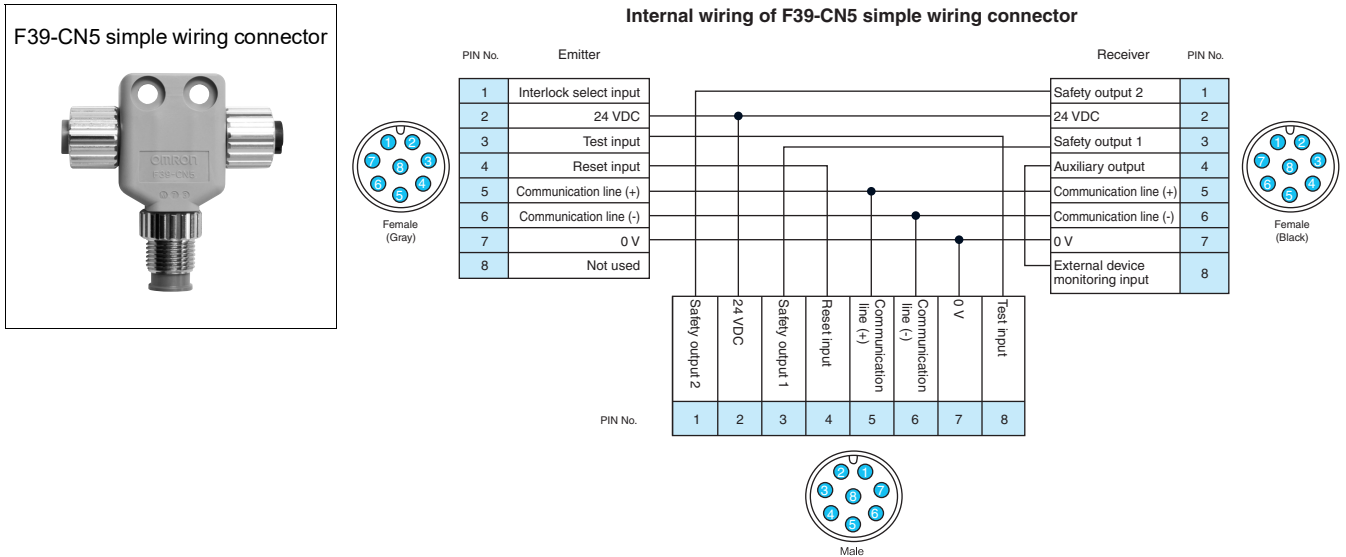 F39-CN5 simple wiring connector
OMRON
F39-CN5
Internal wiring of F39-CN5 simple wiring connector
PIN No. Emitter
1 Interlock select input
2 24 VDC
3 Test input
4 Reset input
5 Communication line (+)
6 Communication line (-)
7 0 V
8 Not used
1 2 3 4 5 6 7 8
Female
(Gray)
Receiver PIN No.
Safety output 2 1
24 VDC 2
Safety output 1 3
Auxiliary output 4
Communication line (+) 5
Communication line (-) 6
0 V 7
External device
monitoring input 8
1 2 3 4 5 6 7 8
Female
(Black)
Safety output 2
24 VDC
Safety output 1
Reset input
Communication
line (+)
Communication
line (-)
0 V
Test input
PIN No. 1 2 3 4 5 6 7 8
2 1 3 8 7 4 6 5
Male